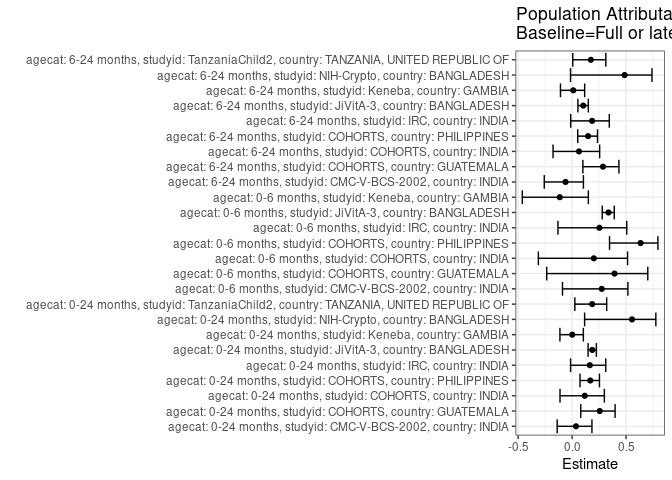 Population Attributa
Baseline=Full or late
agecat: 6-24 months, studyid: TanzaniaChild2, country: TANZANIA, UNITED REPUBLIC OF
agecat: 6-24 months, studyid: NIH-Crypto, country: BANGLADESH
agecat: 6-24 months, studyid: Keneba, country: GAMBIA
agecat: 6-24 months, studyid: JiVitA-3, country: BANGLADESH
agecat: 6-24 months, studyid: IRC, country: INDIA
agecat: 6-24 months, studyid: COHORTS, country: PHILIPPINES
agecat: 6-24 months, studyid: COHORTS, country: INDIA
agecat: 6-24 months, studyid: COHORTS, country: GUATEMALA
agecat: 6-24 months, studyid: CMC-V-BCS-2002, country: INDIA
agecat: 0-6 months, studyid: Keneba, country: GAMBIA
agecat: 0-6 months, studyid: JiVitA-3, country: BANGLADESH
agecat: 0-6 months, studyid: IRC, country: INDIA
agecat: 0-6 months, studyid: COHORTS, country: PHILIPPINES
agecat: 0-6 months, studyid: COHORTS, country: INDIA
agecat: 0-6 months, studyid: COHORTS, country: GUATEMALA
agecat: 0-6 months, studyid: CMC-V-BCS-2002, country: INDIA
agecat: 0-24 months, studyid: TanzaniaChild2, country: TANZANIA, UNITED REPUBLIC OF
agecat: 0-24 months, studyid: NIH-Crypto, country: BANGLADESH
agecat: 0-24 months, studyid: Keneba, country: GAMBIA
agecat: 0-24 months, studyid: JiVitA-3, country: BANGLADESH
agecat: 0-24 months, studyid: IRC, country: INDIA
agecat: 0-24 months, studyid: COHORTS, country: PHILIPPINES
agecat: 0-24 months, studyid: COHORTS, country: INDIA
agecat: 0-24 months, studyid: COHORTS, country: GUATEMALA
agecat: 0-24 months, studyid: CMC-V-BCS-2002, country: INDIA
-0.5 0.0 0.5
Estimate